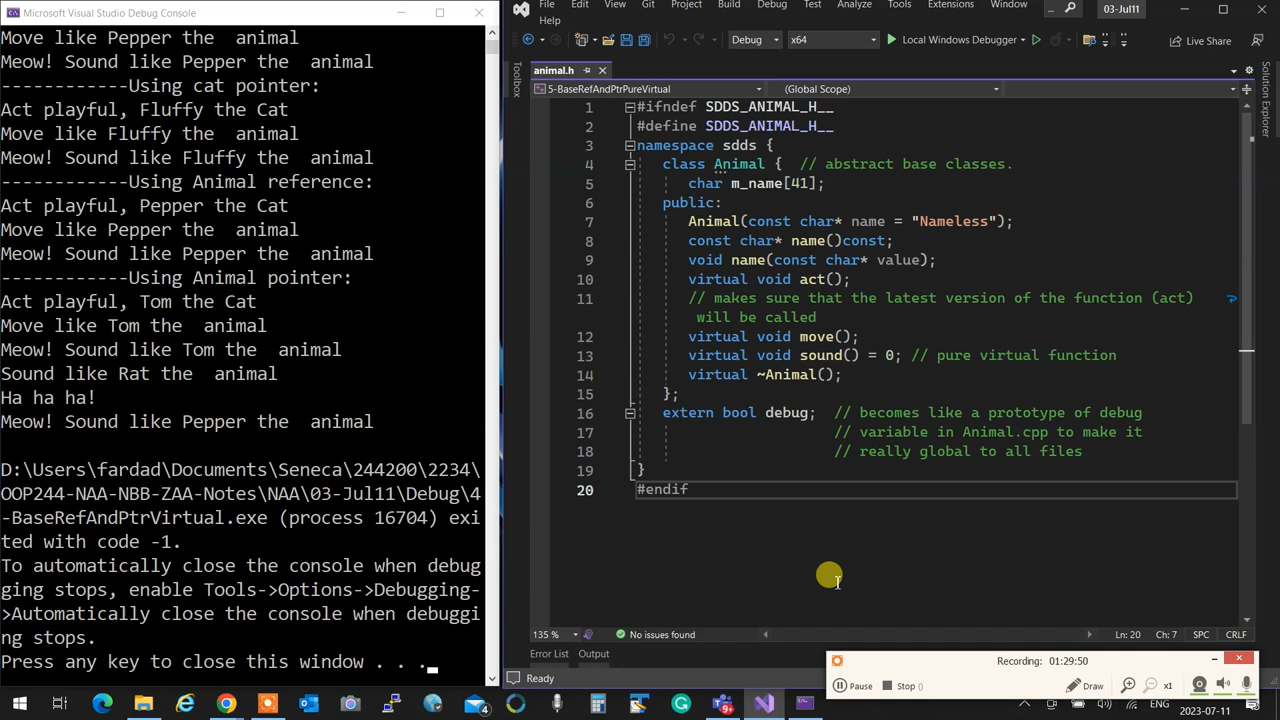 Microsoft Visual Studio Debug Console
Move like Pepper the  animal
Meow! Sound like Pepper the  animal
------------Using cat pointer:
Act playful, Fluffy the Cat
Move like Fluffy the  animal
Meow! Sound like Fluffy the  animal
------------Using Animal reference:
Act playful, Pepper the Cat
Move like Pepper the  animal
Meow! Sound like Pepper the  animal
------------Using Animal pointer:
Act playful, Tom the Cat
Move like Tom the  animal
Meow! Sound like Tom the  animal
Sound like Rat the  animal
Ha ha ha!
Meow! Sound like Pepper the  animal
D:\Users\fardad\Documents\Seneca\244200\2234\
OOP244-NAA-NBB-ZAA-Notes\NAA\03-Jul11\Debug\4
-BaseRefAndPtrVirtual.exe (process 16704) exi
ted with code -1.
To automatically close the console when debug
ging stops, enable Tools->Options->Debugging-
>Automatically close the console when debuggi
ng stops.
Press any key to close this window . . .
File Edit View Git Project Build Debug Test Analyze Tools Extensions Window
Help
03-Jul11
Debug x64 Local Windows Debugger Live Share
Toolbox
animal.h
5-BaseRefAndPtrPureVirtual (Global Scope)
1 #ifndef SDDS_ANIMAL_H__
2 #define SDDS_ANIMAL_H__
3 namespace sdds {
4 class Animal {  // abstract base classes.
5 char m_name[41];
6 public:
7 Animal(const char* name = "Nameless");
8 const char* name()const;
9 void name(const char* value);
10 virtual void act();
11 // makes sure that the latest version of the function (act)
will be called
12 virtual void move();
13 virtual void sound() = 0; // pure virtual function
14 virtual ~Animal();
15 };
16 extern bool debug;  // becomes like a prototype of debug
17 // variable in Animal.cpp to make it
18 // really global to all files
19 }
20 #endif
Solution Explorer
135 % No issues found Ln: 20 Ch: 7 SPC CRLF
Error List Output
Ready
Recording: 01:29:50
Pause Stop () Draw x1
9+
ENG 2023-07-11